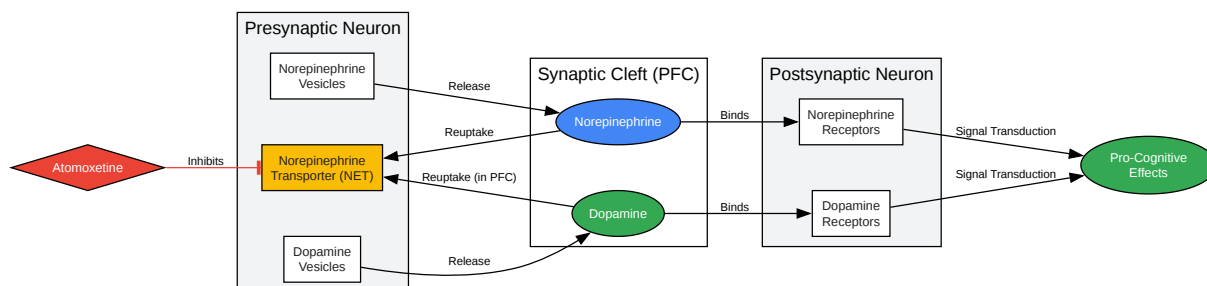 Presynaptic Neuron
Norepinephrine
Vesicles
Release
Synaptic Cleft (PFC)
Postsynaptic Neuron
Norepinephrine
Binds
Norepinephrine
Receptors
Signal Transduction
Reuptake
Atomoxetine
Inhibits
Norepinephrine
Transporter (NET)
Reuptake (in PFC)
Pro-Cognitive
Effects
Signal Transduction
Dopamine
Binds
Dopamine
Receptors
Dopamine
Vesicles
Release